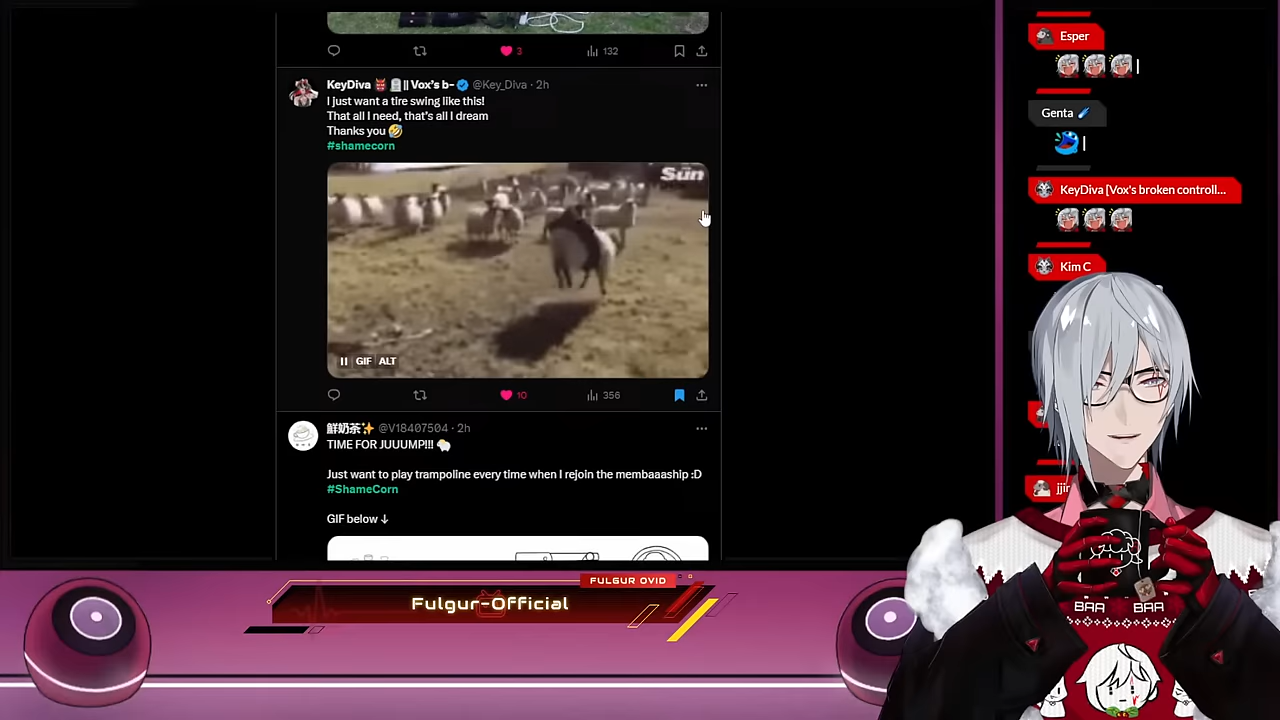 3
132
KeyDiva 👹 🪦 || Vox's b- @Key_Diva · 2h
I just want a tire swing like this!
That all I need, that's all I dream
Thanks you 🤣
#shamecorn
The Sun
II GIF ALT
10
356
鮮奶茶✨ @V18407504 · 2h
TIME FOR JUUUMP!!! 🐑
Just want to play trampoline every time when I rejoin the membaaaship :D
#ShameCorn
GIF below ↓
Esper
Genta
KeyDiva [Vox's broken controll...
Kim C
jjir
FULGUR OVID
Fulgur-Official
BAA BAA